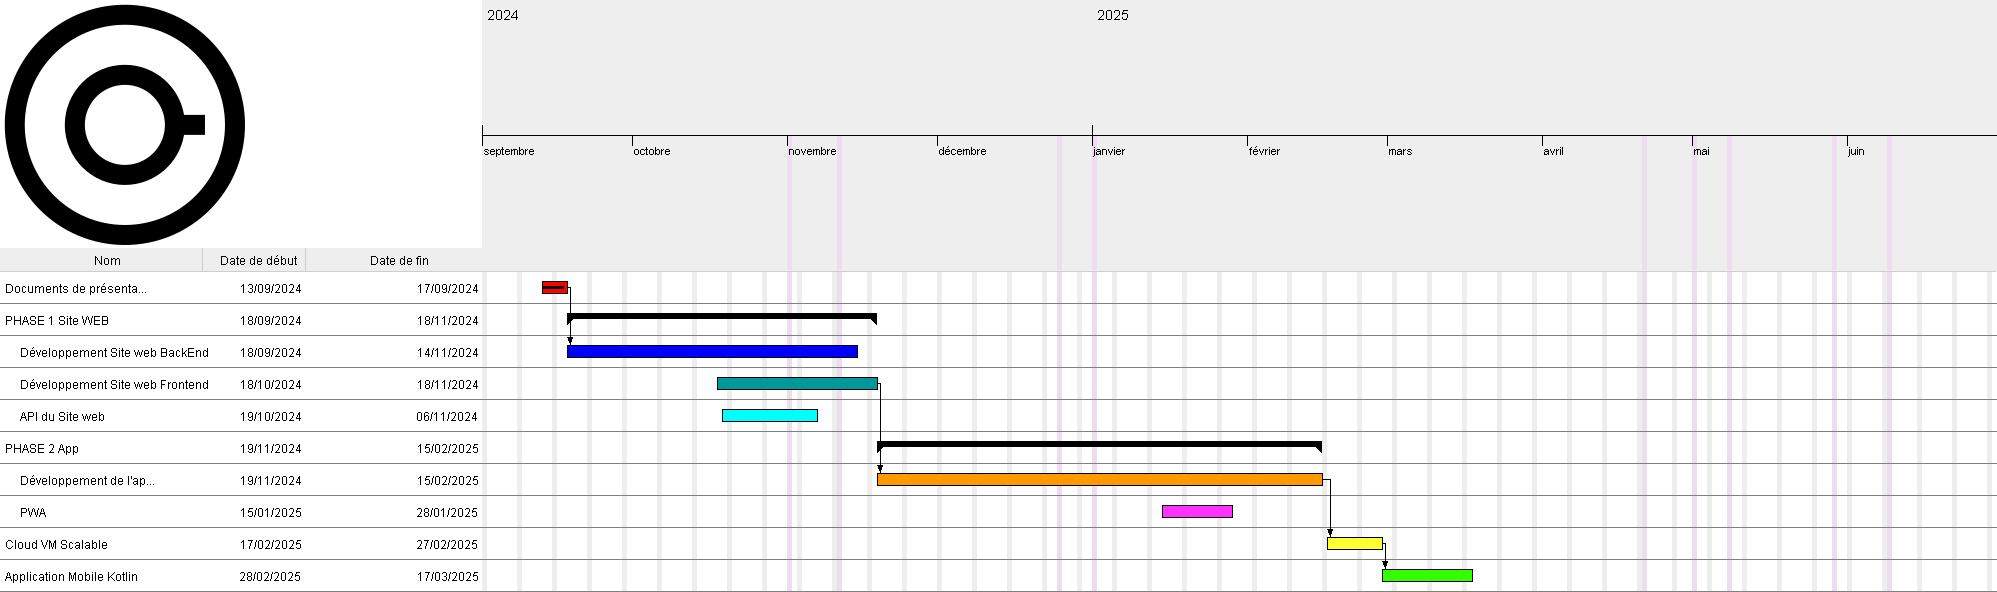 2024 2025
septembre octobre novembre décembre janvier février mars avril mai juin
Nom Date de début Date de fin
Documents de présenta... 13/09/2024 17/09/2024
PHASE 1 Site WEB 18/09/2024 18/11/2024
Développement Site web BackEnd 18/09/2024 14/11/2024
Développement Site web Frontend 18/10/2024 18/11/2024
API du Site web 19/10/2024 06/11/2024
PHASE 2 App 19/11/2024 15/02/2025
Développement de l'ap... 19/11/2024 15/02/2025
PWA 15/01/2025 28/01/2025
Cloud VM Scalable 17/02/2025 27/02/2025
Application Mobile Kotlin 28/02/2025 17/03/2025